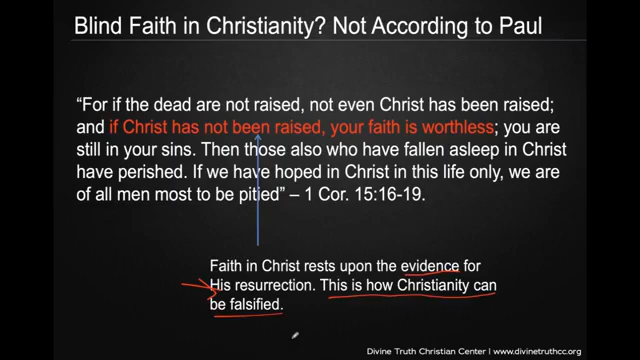 Blind Faith in Christianity? Not According to Paul
“For if the dead are not raised, not even Christ has been raised;
and if Christ has not been raised, your faith is worthless; you are
still in your sins. Then those also who have fallen asleep in Christ
have perished. If we have hoped in Christ in this life only, we are
of all men most to be pitied” – 1 Cor. 15:16-19.
Faith in Christ rests upon the evidence for
His resurrection. This is how Christianity can
be falsified.
Divine Truth Christian Center | www.divinetruthcc.org